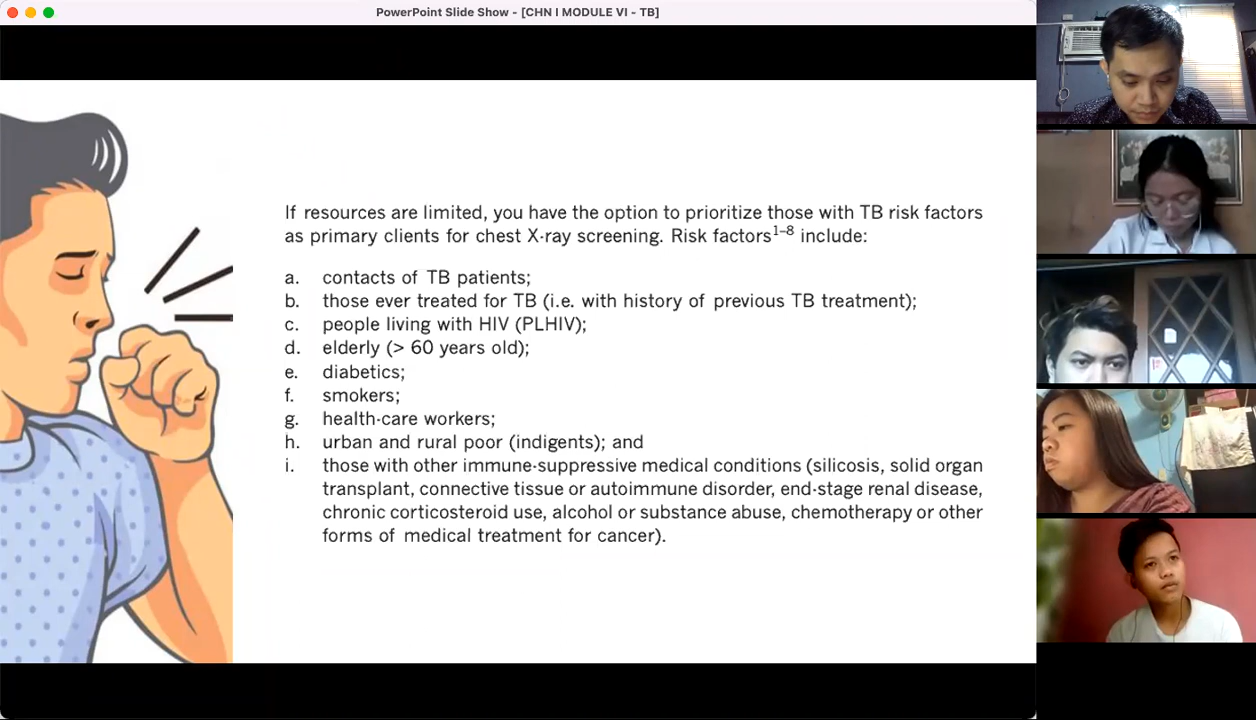 PowerPoint Slide Show - [CHN I MODULE VI - TB]
If resources are limited, you have the option to prioritize those with TB risk factors
as primary clients for chest X-ray screening. Risk factors1–8 include:
a. contacts of TB patients;
b. those ever treated for TB (i.e. with history of previous TB treatment);
c. people living with HIV (PLHIV);
d. elderly (> 60 years old);
e. diabetics;
f. smokers;
g. health-care workers;
h. urban and rural poor (indigents); and
i. those with other immune-suppressive medical conditions (silicosis, solid organ
transplant, connective tissue or autoimmune disorder, end-stage renal disease,
chronic corticosteroid use, alcohol or substance abuse, chemotherapy or other
forms of medical treatment for cancer).